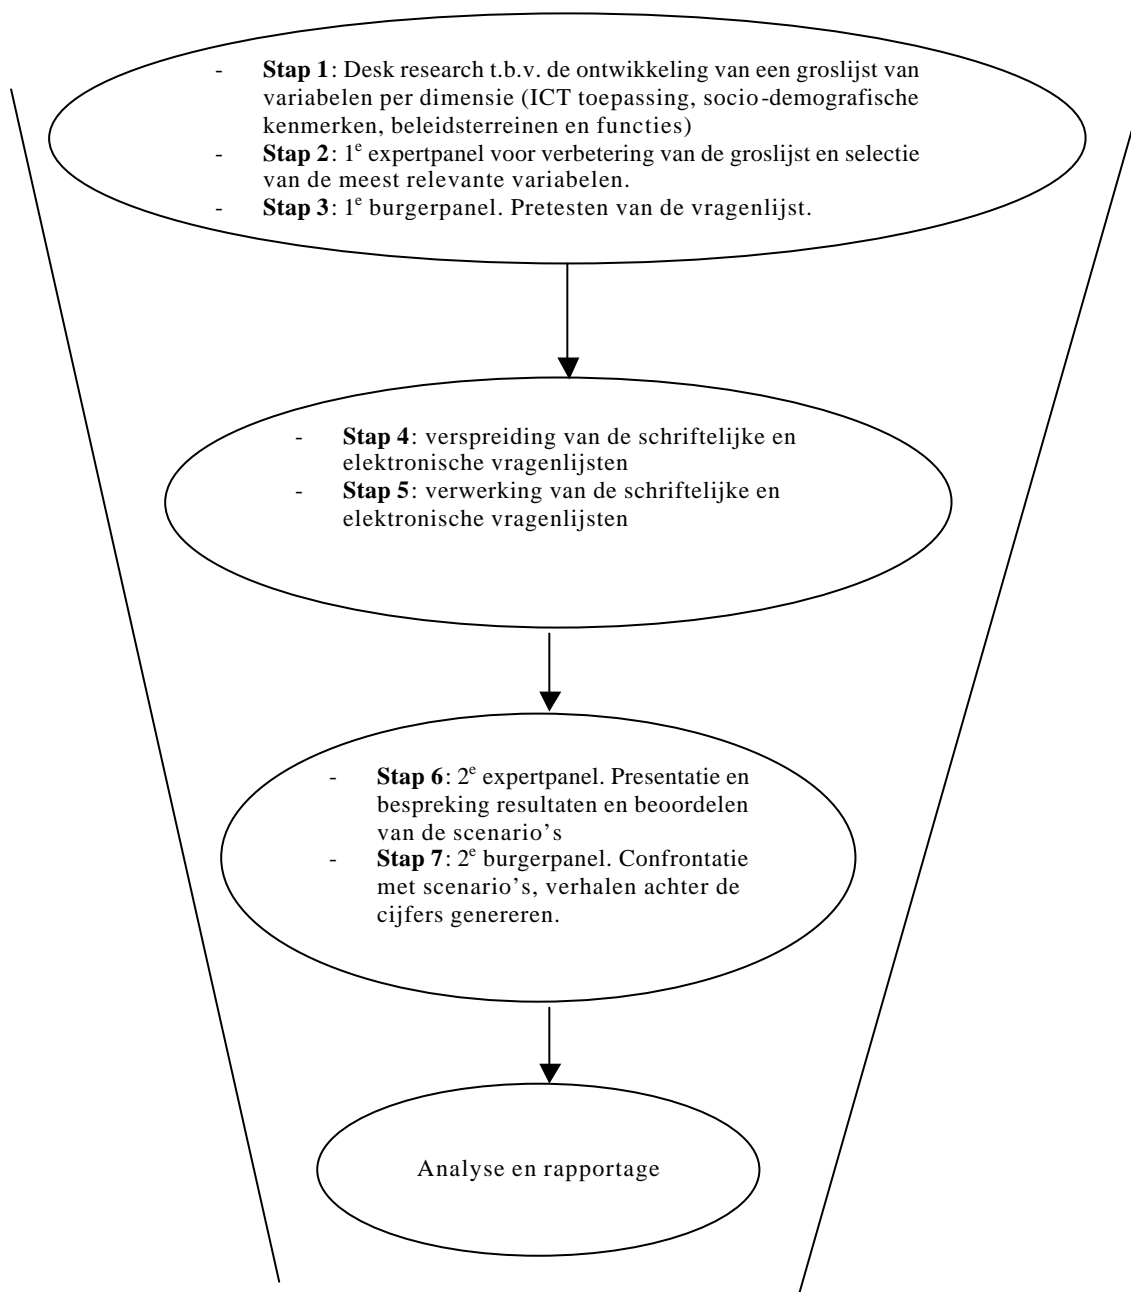 - Stap 1: Desk research t.b.v. de ontwikkeling van een groslijst van
variabelen per dimensie (ICT toepassing, socio-demografische
kenmerken, beleidsterreinen en functies)
- Stap 2: 1e expertpanel voor verbetering van de groslijst en selectie
van de meest relevante variabelen.
- Stap 3: 1e burgerpanel. Pretesten van de vragenlijst.
- Stap 4: verspreiding van de schriftelijke en
elektronische vragenlijsten
- Stap 5: verwerking van de schriftelijke en
elektronische vragenlijsten
- Stap 6: 2e expertpanel. Presentatie en
bespreking resultaten en beoordelen
van de scenario’s
- Stap 7: 2e burgerpanel. Confrontatie
met scenario’s, verhalen achter de
cijfers genereren.
Analyse en rapportage